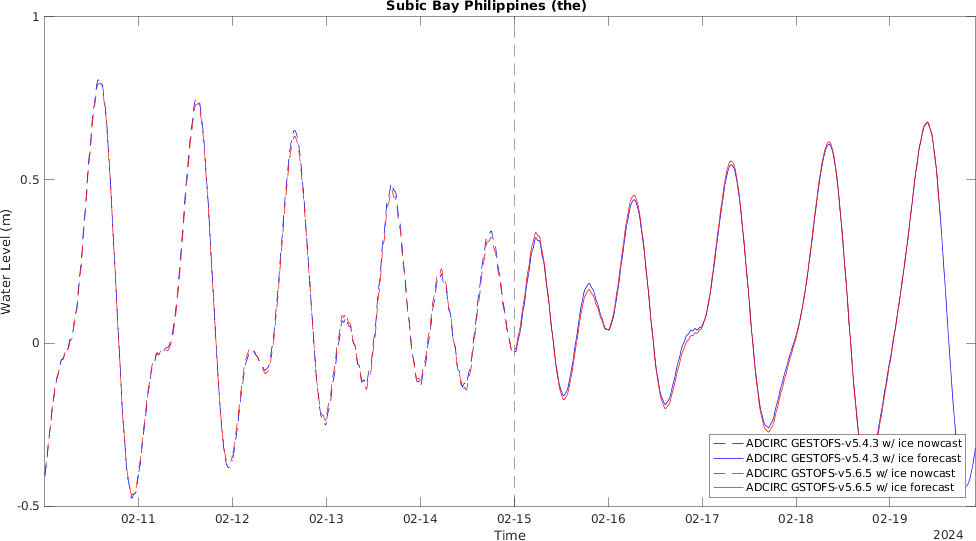 Subic Bay Philippines (the)
1
0.5
0
-0.5
Water Level (m)
ADCIRC GESTOFS-v5.4.3 w/ ice nowcast
ADCIRC GESTOFS-v5.4.3 w/ ice forecast
ADCIRC GSTOFS-v5.6.5 w/ ice nowcast
ADCIRC GSTOFS-v5.6.5 w/ ice forecast
02-11 02-12 02-13 02-14 02-15 02-16 02-17 02-18 02-19
Time
2024